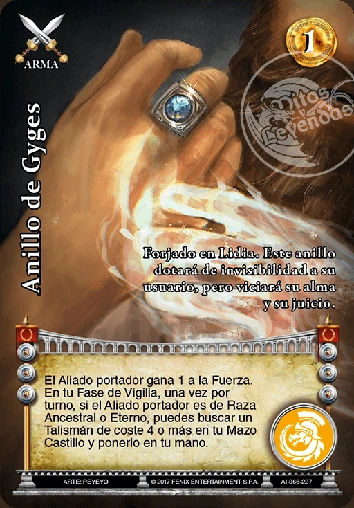 ARMA
1
Mitos y Leyendas
Anillo de Gyges
Forjado en Lidia. Este anillo
dotará de invisibilidad a su
usuario, pero viciará su alma
y su juicio.
El Aliado portador gana 1 a la Fuerza.
En tu Fase de Vigilia, una vez por
turno, si el Aliado portador es de Raza
Ancestral o Eterno, puedes buscar un
Talismán de coste 4 o más en tu Mazo
Castillo y ponerlo en tu mano.
ARTE: PEYEYO
© 2017 FENIX ENTERTAINMENT S.P.A.